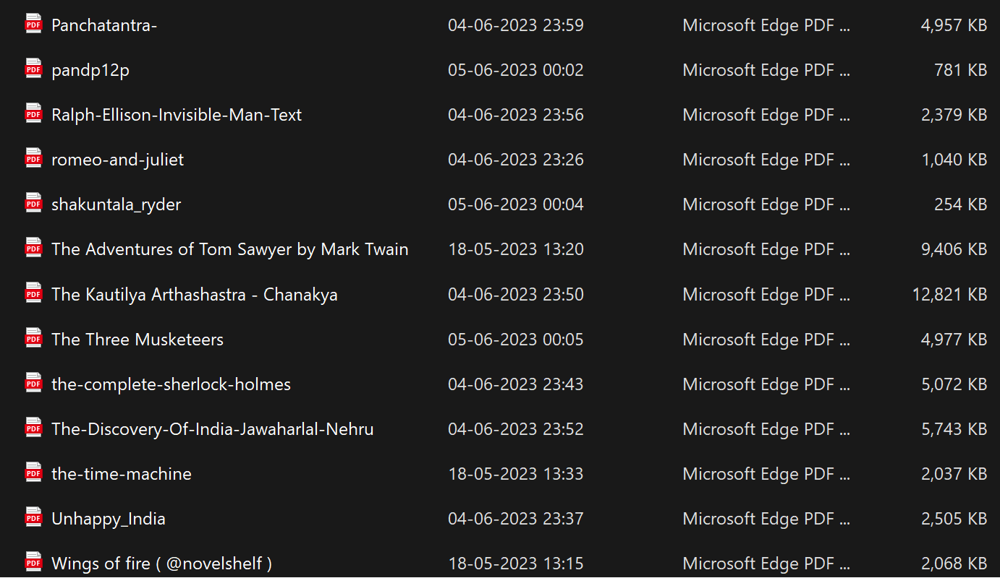 PDF Panchatantra- 04-06-2023 23:59 Microsoft Edge PDF ... 4,957 KB
PDF pandp12p 05-06-2023 00:02 Microsoft Edge PDF ... 781 KB
PDF Ralph-Ellison-Invisible-Man-Text 04-06-2023 23:56 Microsoft Edge PDF ... 2,379 KB
PDF romeo-and-juliet 04-06-2023 23:26 Microsoft Edge PDF ... 1,040 KB
PDF shakuntala_ryder 05-06-2023 00:04 Microsoft Edge PDF ... 254 KB
PDF The Adventures of Tom Sawyer by Mark Twain 18-05-2023 13:20 Microsoft Edge PDF ... 9,406 KB
PDF The Kautilya Arthashastra - Chanakya 04-06-2023 23:50 Microsoft Edge PDF ... 12,821 KB
PDF The Three Musketeers 05-06-2023 00:05 Microsoft Edge PDF ... 4,977 KB
PDF the-complete-sherlock-holmes 04-06-2023 23:43 Microsoft Edge PDF ... 5,072 KB
PDF The-Discovery-Of-India-Jawaharlal-Nehru 04-06-2023 23:52 Microsoft Edge PDF ... 5,743 KB
PDF the-time-machine 18-05-2023 13:33 Microsoft Edge PDF ... 2,037 KB
PDF Unhappy_India 04-06-2023 23:37 Microsoft Edge PDF ... 2,505 KB
PDF Wings of fire ( @novelshelf ) 18-05-2023 13:15 Microsoft Edge PDF ... 2,068 KB